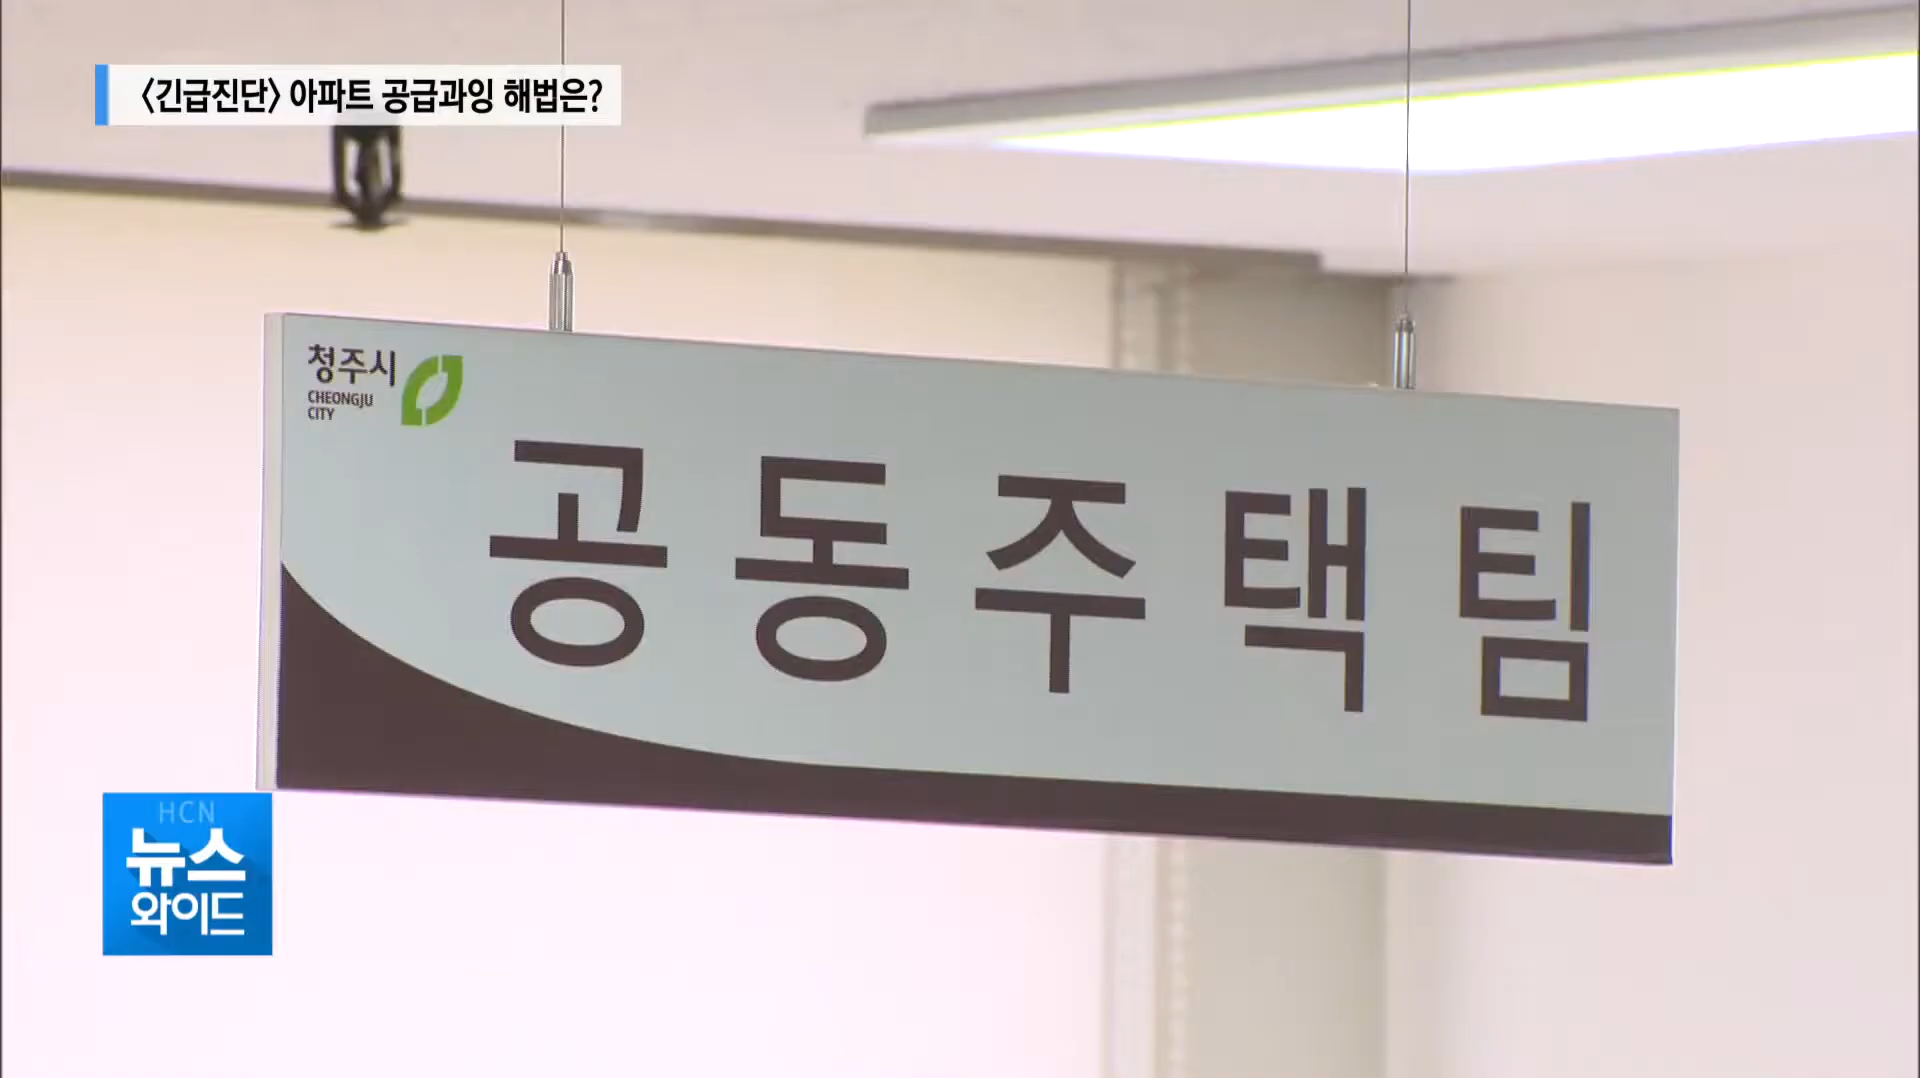 <긴급진단> 아파트 공급과잉 해법은?
청주시
CHEONGJU
CITY
공동주택팀
HCN
뉴스
와이드